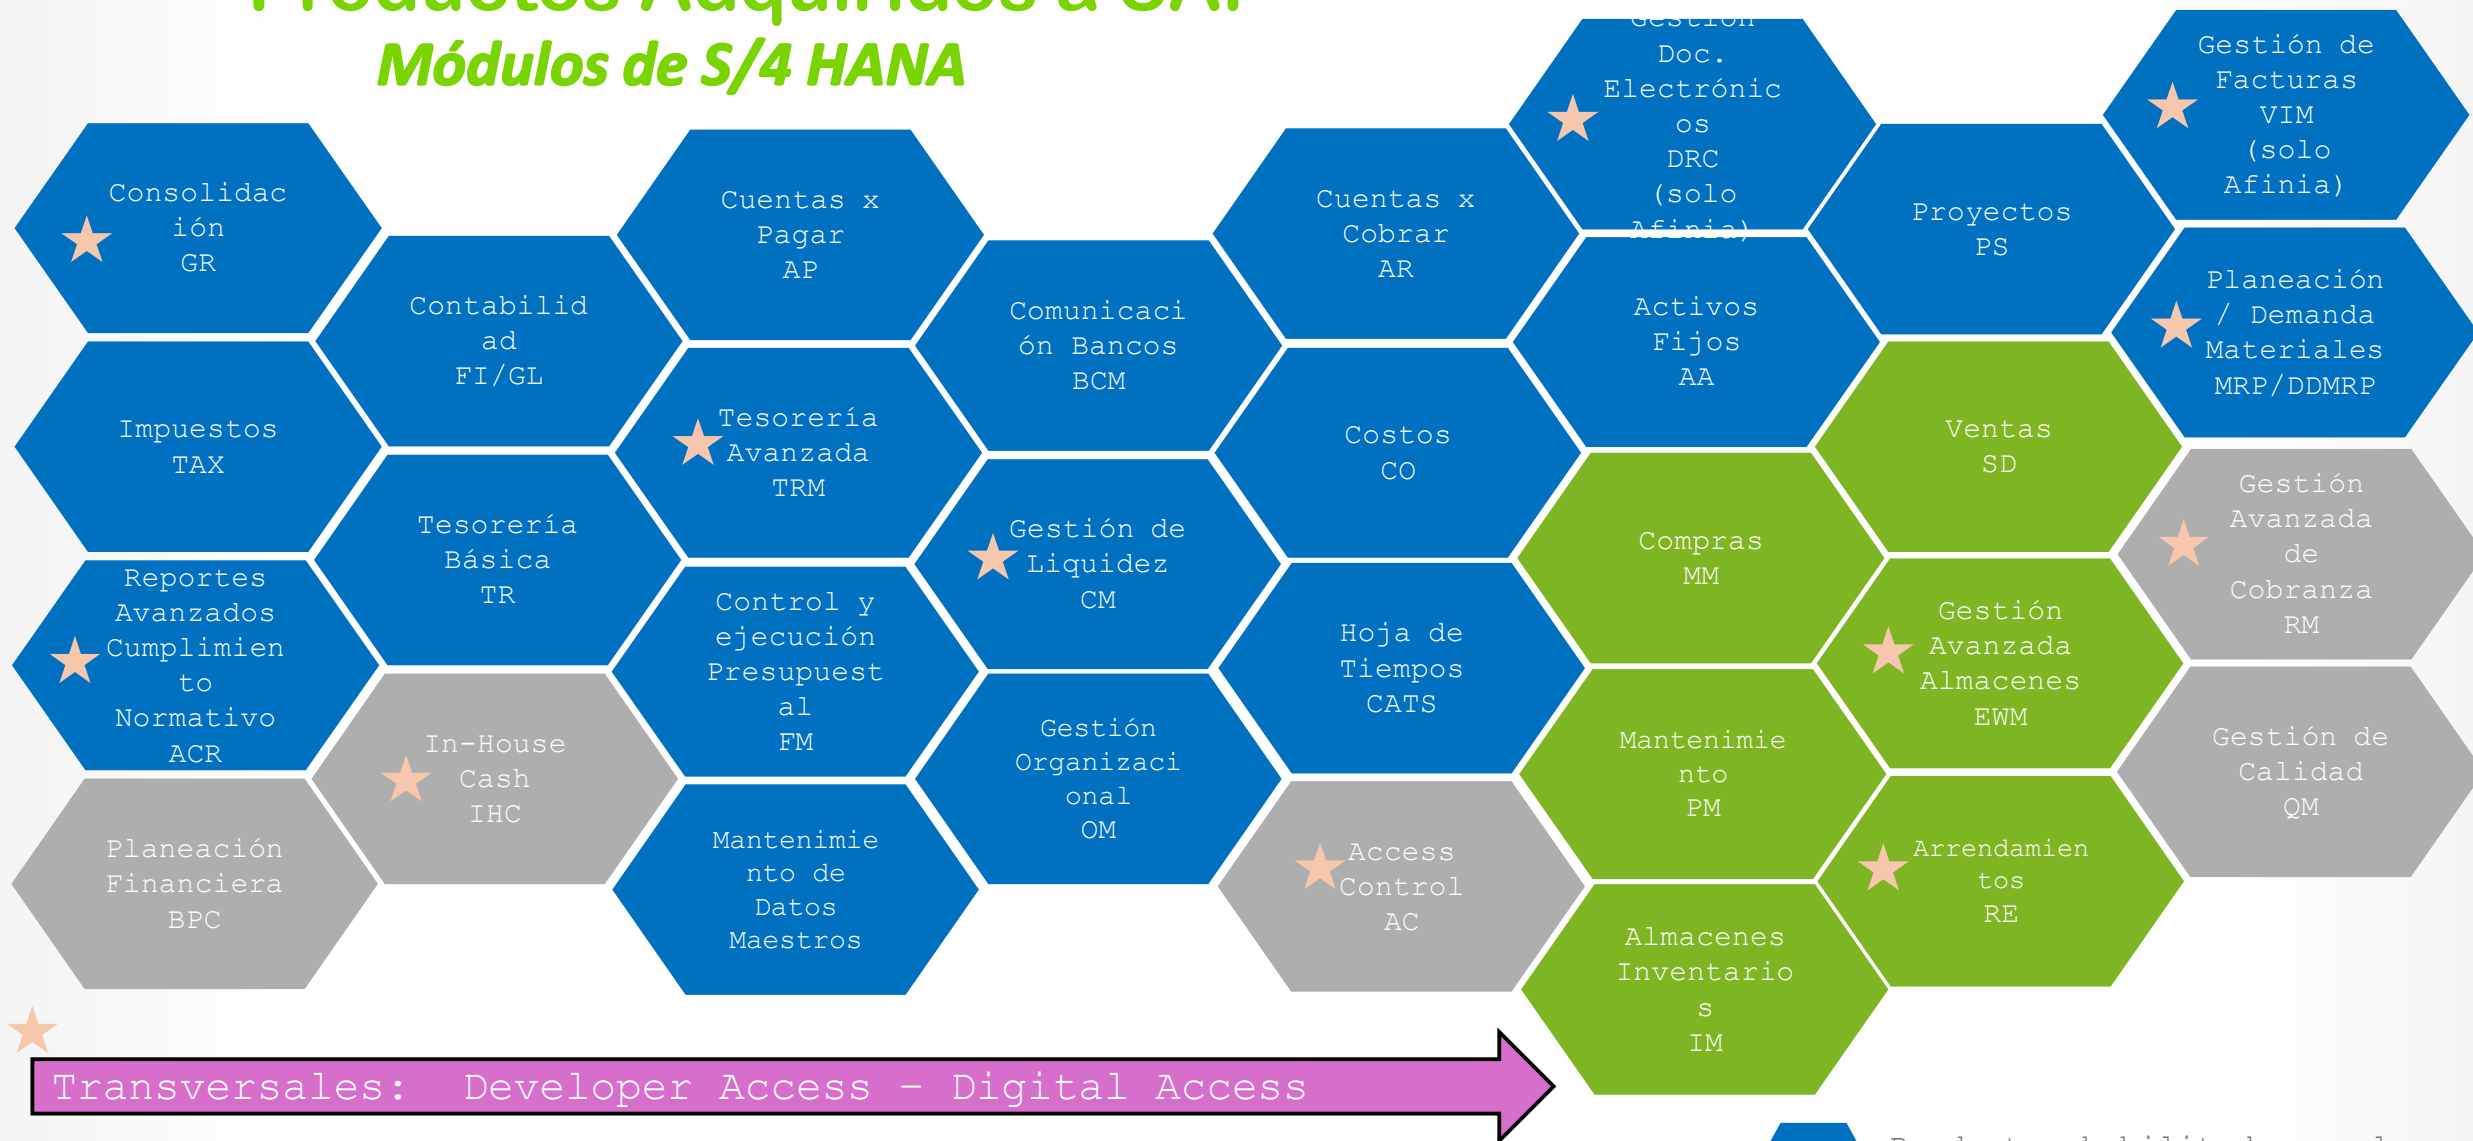 Productos Adquiridos a SAP
Módulos de S/4 HANA
Consolidac
ión
GR
Impuestos
TAX
Reportes
Avanzados
Cumplimien
to
Normativo
ACR
Planeación
Financiera
BPC
Contabilid
ad
FI/GL
Tesorería
Básica
TR
In-House
Cash
IHC
Cuentas x
Pagar
AP
Tesorería
Avanzada
TRM
Control y
ejecución
Presupuest
al
FM
Mantenimie
nto de
Datos
Maestros
Comunicaci
ón Bancos
BCM
Gestión de
Liquidez
CM
Gestión
Organizaci
onal
OM
Cuentas x
Cobrar
AR
Costos
CO
Hoja de
Tiempos
CATS
Access
Control
AC
Gestión
Doc.
Electrónic
os
DRC
(solo
Afinia)
Activos
Fijos
AA
Compras
MM
Mantenimie
nto
PM
Almacenes
Inventario
s
IM
Proyectos
PS
Ventas
SD
Gestión
Avanzada
Almacenes
EWM
Arrendamien
tos
RE
Gestión de
Facturas
VIM
(solo
Afinia)
Planeación
/ Demanda
Materiales
MRP/DDMRP
Gestión
Avanzada
de
Cobranza
RM
Gestión de
Calidad
QM
Transversales: Developer Access – Digital Access